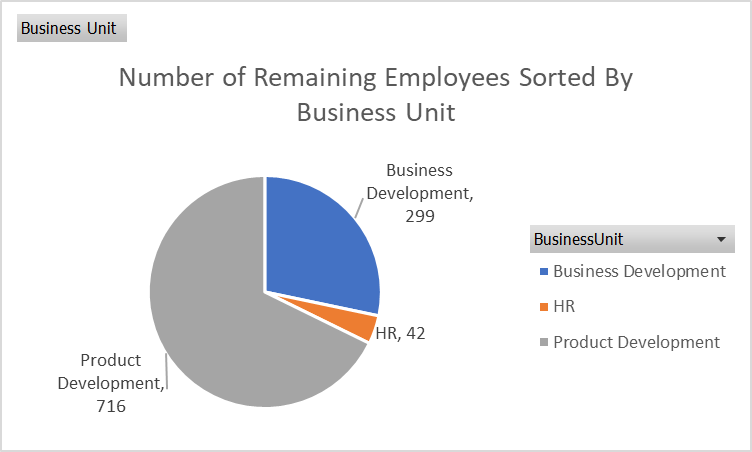 Business Unit
Number of Remaining Employees Sorted By
Business Unit
Business
Development,
299
BusinessUnit
Business Development
HR
Product Development
HR, 42
Product
Development,
716